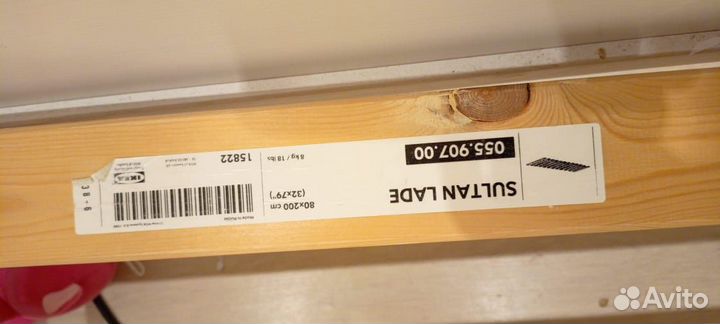 SULTAN LADE
055.907.00
80x200 cm
(32x79")
8 kg / 18 lbs
15822
IKEA
38-6
Avito